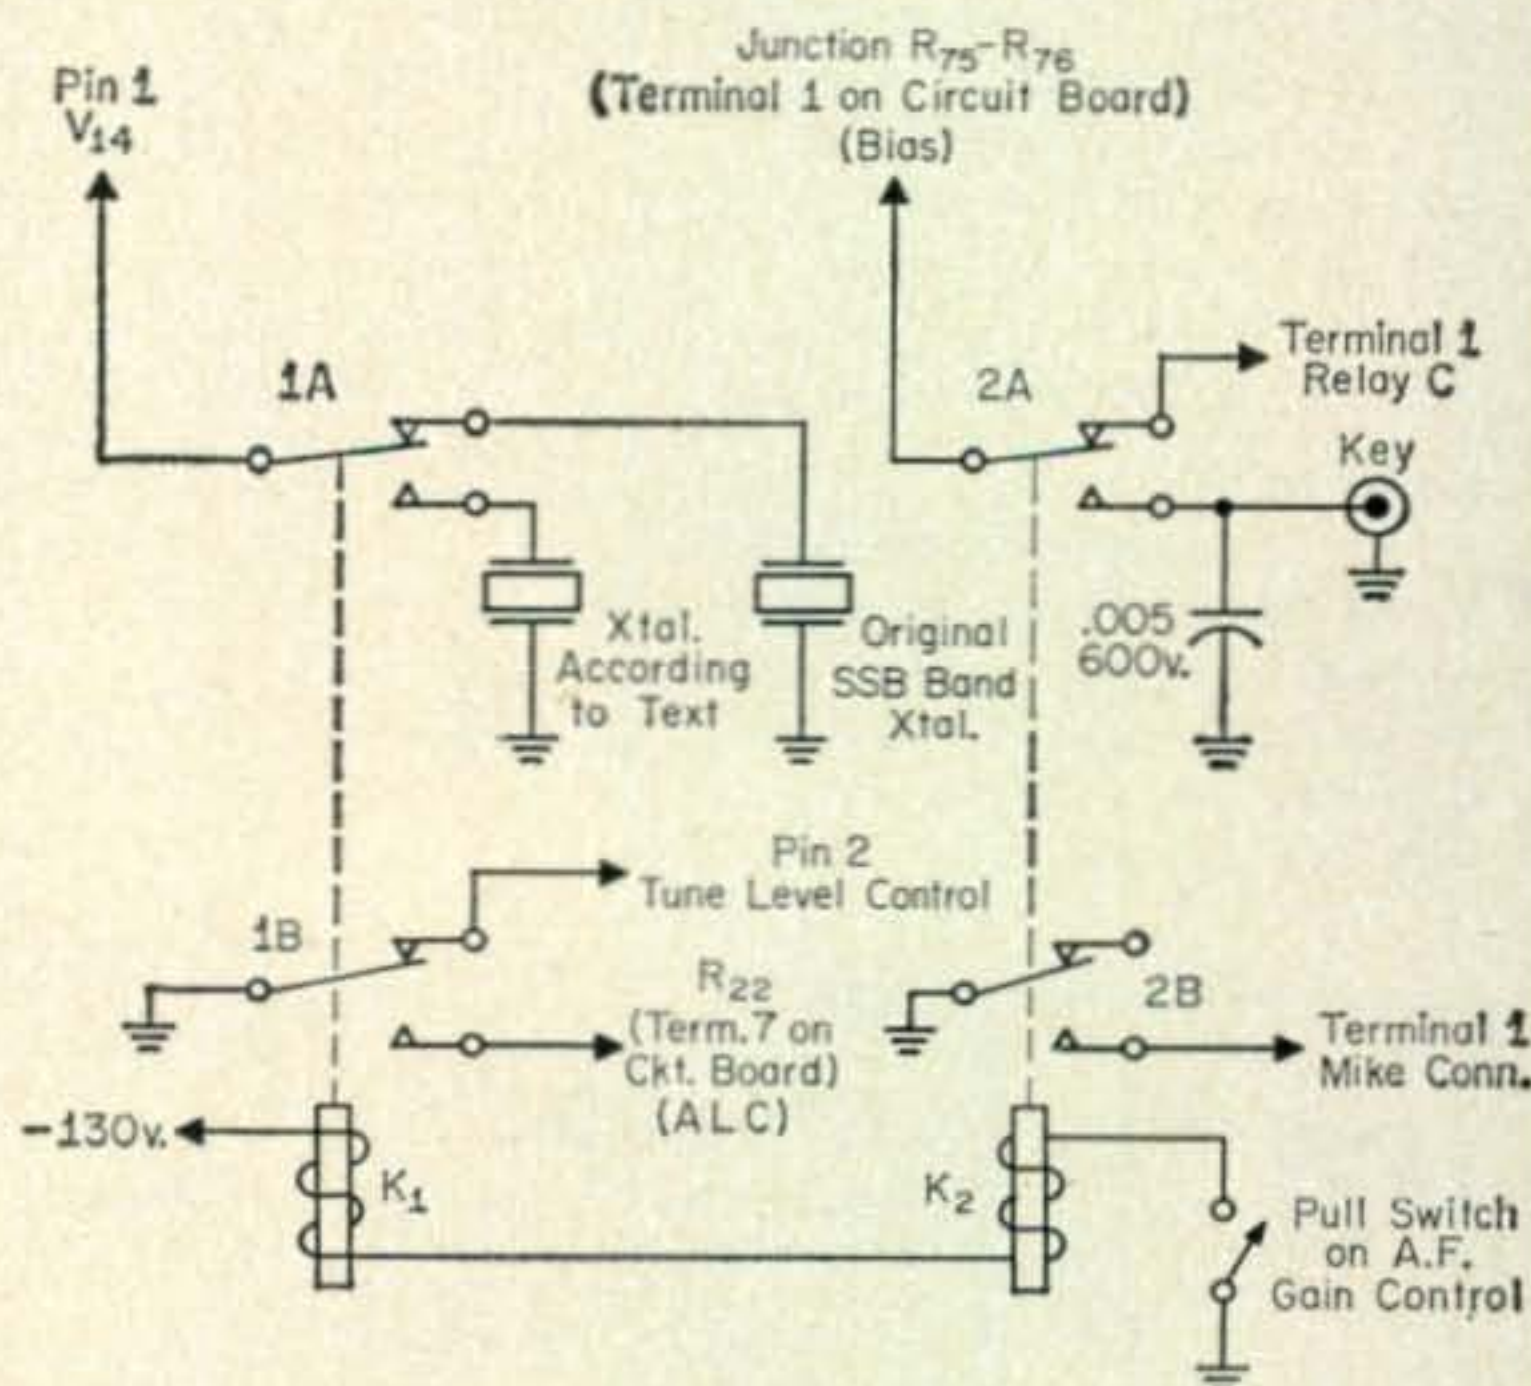 Pin 1
V14
Junction R75-R76
(Terminal 1 on Circuit Board)
(Bias)
1A
2A
Terminal 1
Relay C
Key
Xtal.
According
to Text
Original
SSB Band
Xtal.
.005
600v.
1B
Pin 2
Tune Level Control
R22
(Term.7 on
Ckt. Board)
(ALC)
2B
Terminal 1
Mike Conn.
-130v.
K1
K2
Pull Switch
on A.F.
Gain Control